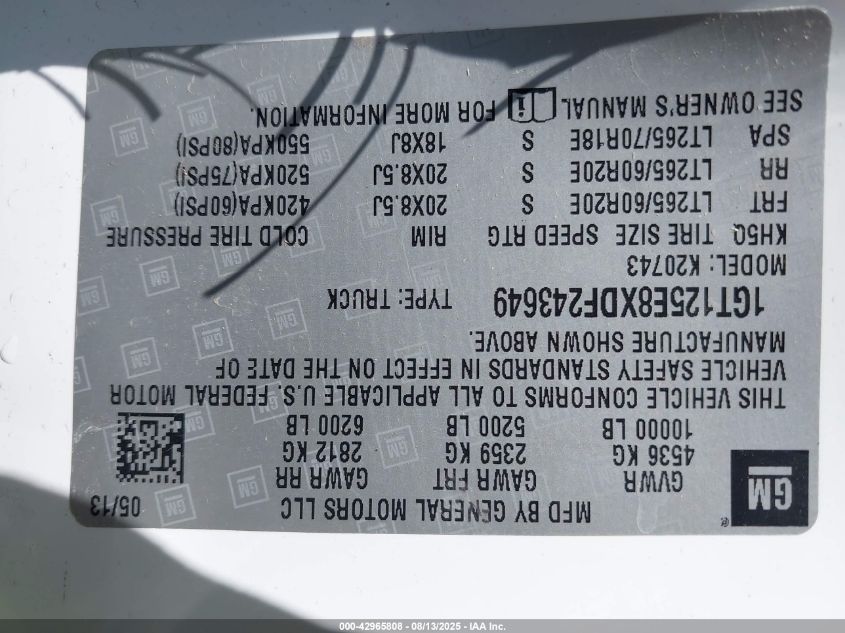 GM ®
MFD BY GENERAL MOTORS LLC 05/13
GVWR GAWR FRT GAWR RR
4536 KG 2359 KG 2812 KG
10000 LB 5200 LB 6200 LB
THIS VEHICLE CONFORMS TO ALL APPLICABLE U.S. FEDERAL MOTOR
VEHICLE SAFETY STANDARDS IN EFFECT ON THE DATE OF
MANUFACTURE SHOWN ABOVE.
1GT125E8XDF243649 TYPE: TRUCK
MODEL: K20743
KH5Q TIRE SIZE SPEED RTG RIM COLD TIRE PRESSURE
FRT LT265/60R20E S 20X8.5J 420KPA(60PSI)
RR LT265/60R20E S 20X8.5J 520KPA(75PSI)
SPA LT265/70R18E S 18X8J 550KPA(80PSI)
SEE OWNER'S MANUAL FOR MORE INFORMATION.
000-42965808 - 08/13/2025 - IAA Inc.